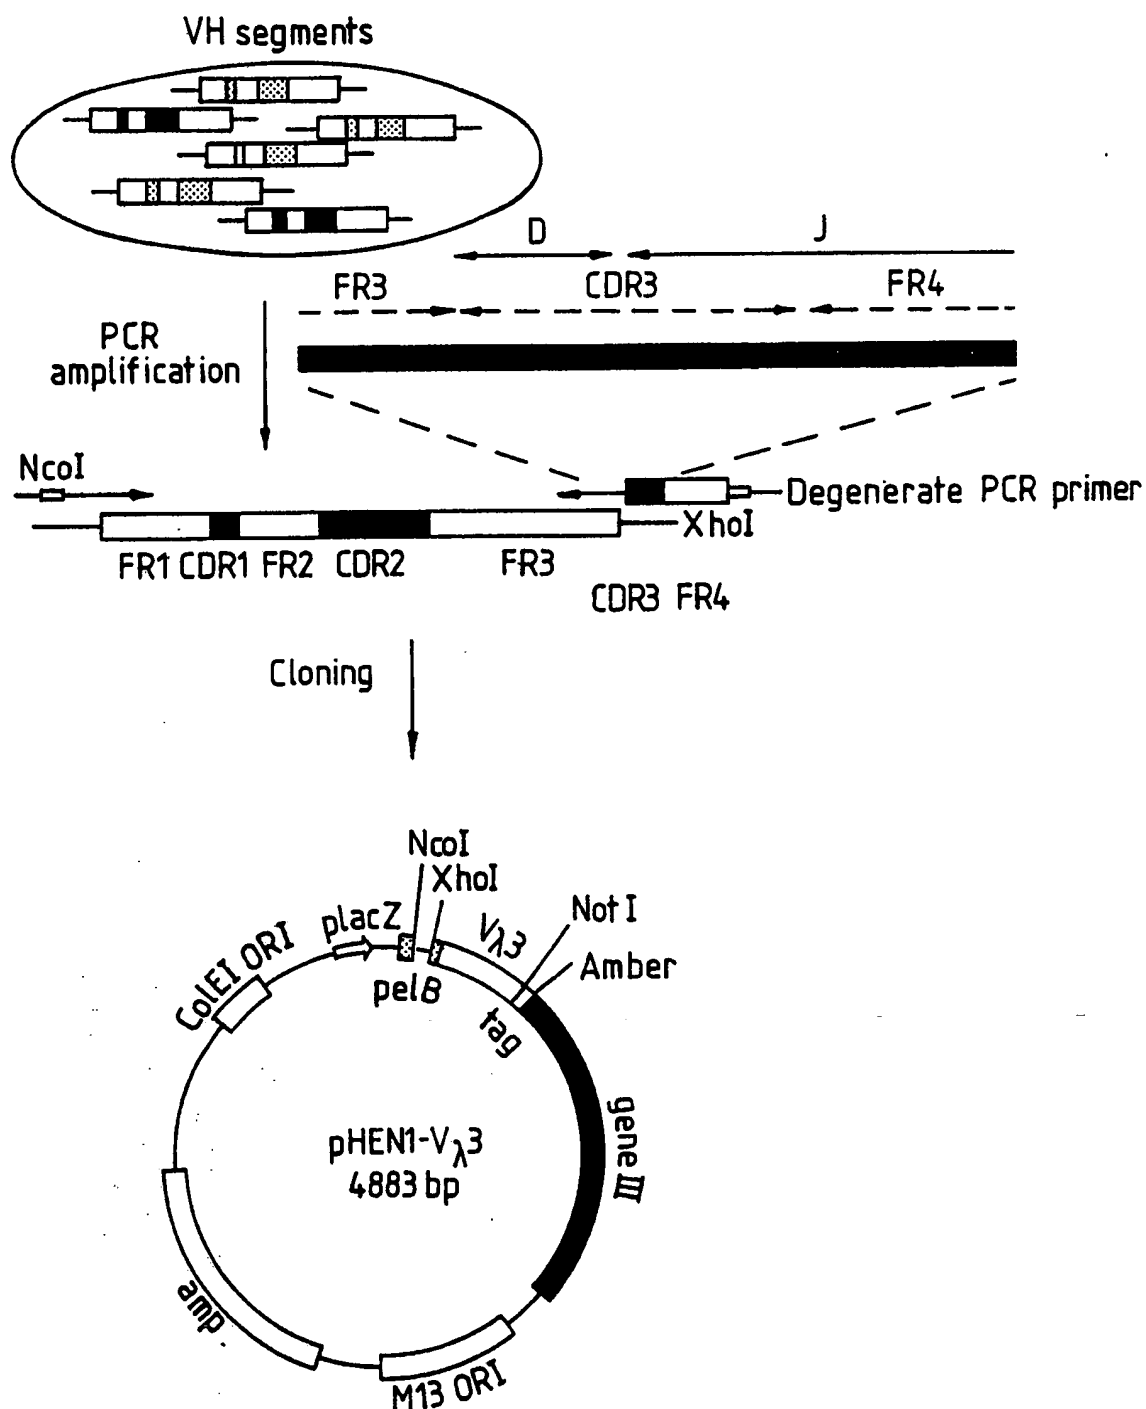 VH segments
D
J
FR3
CDR3
FR4
PCR
amplification
NcoI
Degenerate PCR primer
XhoI
FR1 CDR1 FR2 CDR2 FR3
CDR3 FR4
Cloning
NcoI
XhoI
Not I
Amber
placZ
ColEI ORI
pelB
Vλ3
tag
gene III
pHEN1-Vλ3
4883 bp
amp
M13 ORI